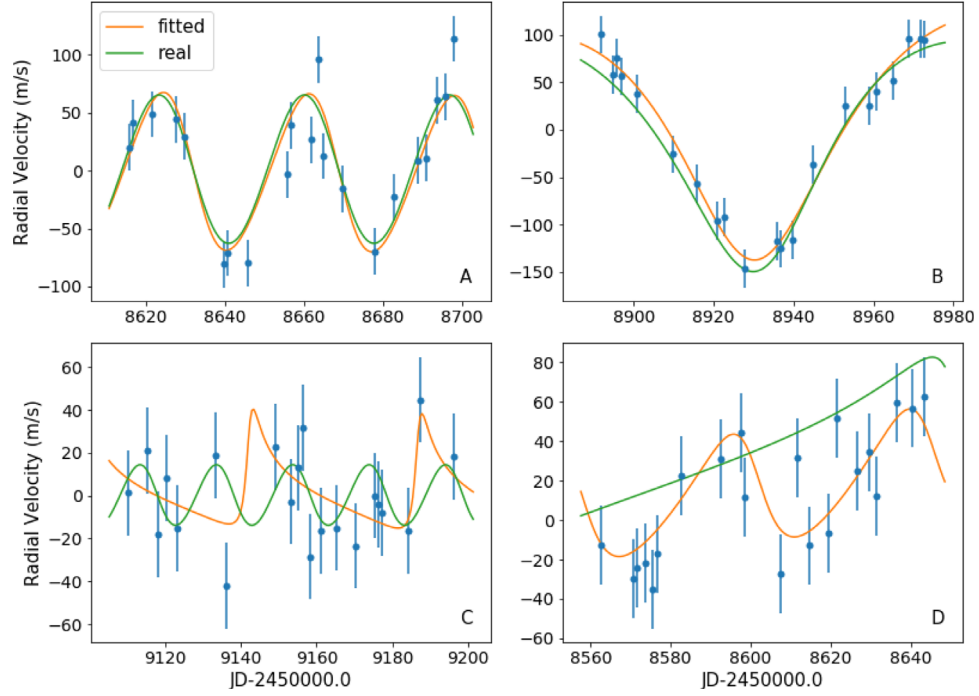 fitted
real
Radial Velocity (m/s)
100
50
0
−50
−100
8620 8640 8660 8680 8700
A
100
50
0
−50
−100
−150
8900 8920 8940 8960 8980
B
Radial Velocity (m/s)
60
40
20
0
−20
−40
−60
9120 9140 9160 9180 9200
JD-2450000.0
C
80
60
40
20
0
−20
−40
−60
8560 8580 8600 8620 8640
JD-2450000.0
D